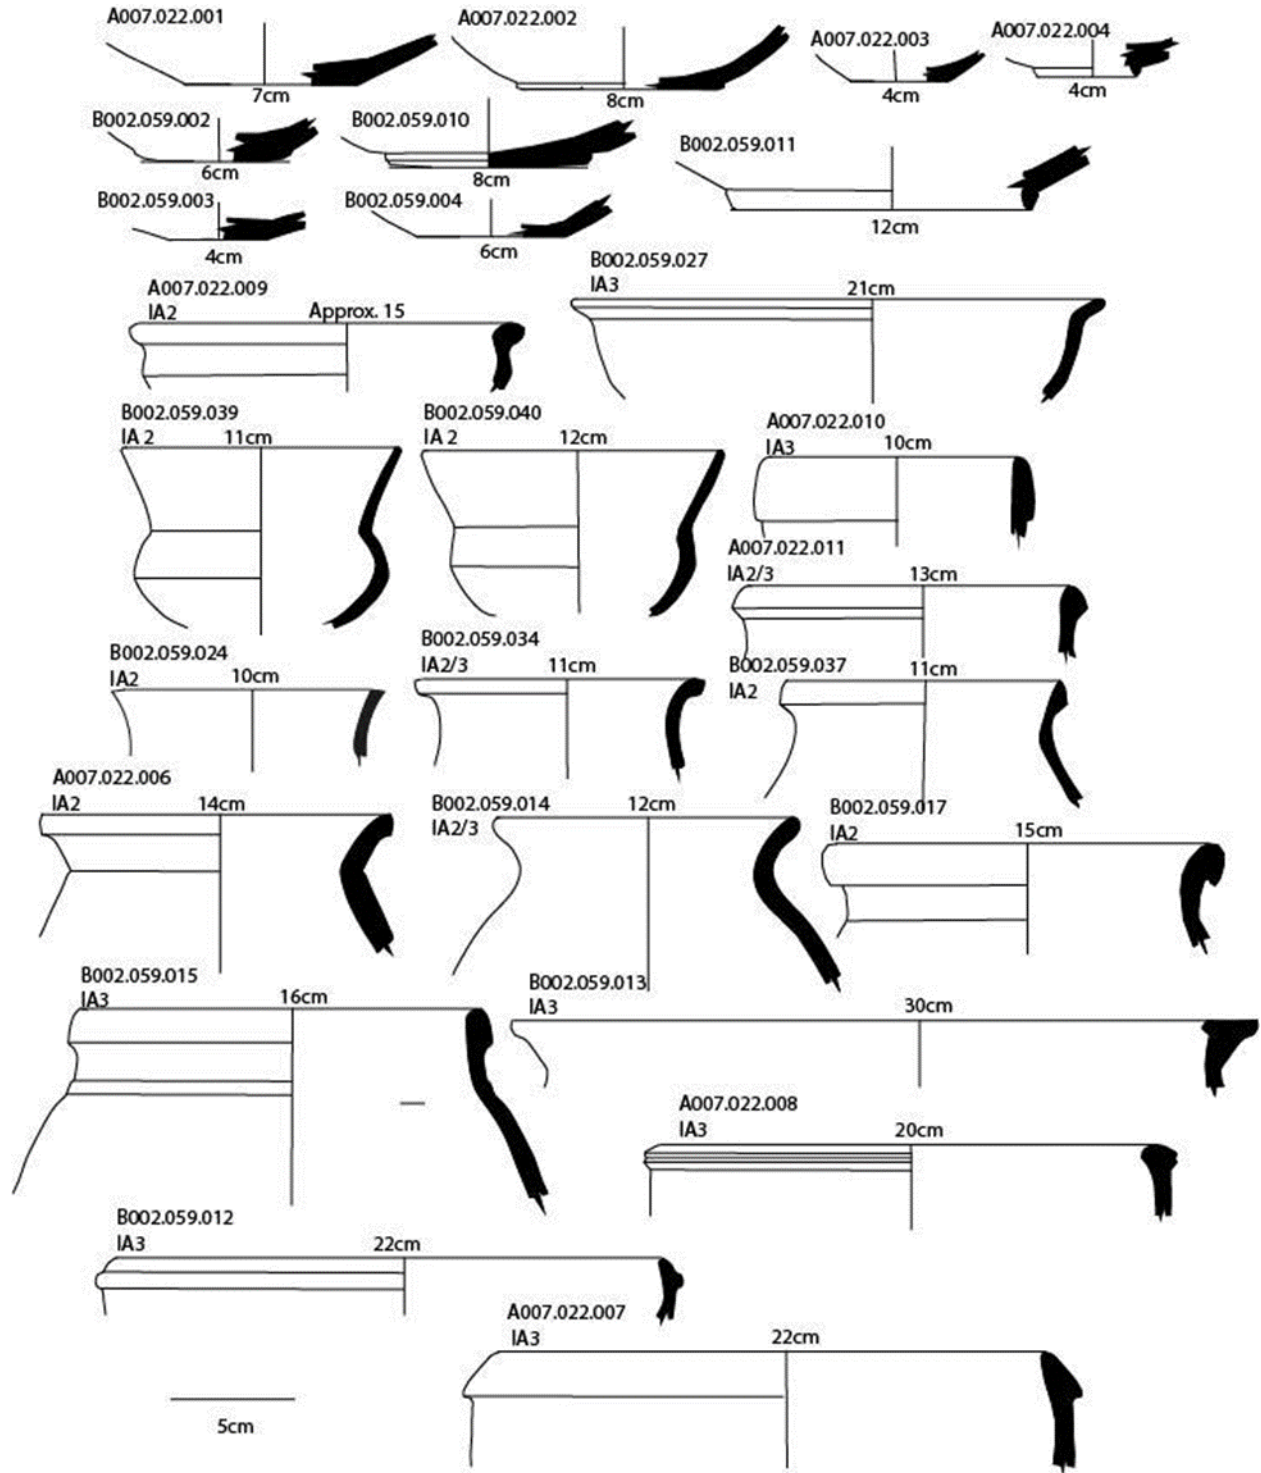 A007.022.001
7cm
A007.022.002
8cm
A007.022.003
4cm
A007.022.004
4cm
B002.059.002
6cm
B002.059.010
8cm
B002.059.011
12cm
B002.059.003
4cm
B002.059.004
6cm
A007.022.009
IA2
Approx. 15
B002.059.027
IA3
21cm
B002.059.039
IA 2
11cm
B002.059.040
IA 2
12cm
A007.022.010
IA3
10cm
A007.022.011
IA2/3
13cm
B002.059.024
IA2
10cm
B002.059.034
IA2/3
11cm
B002.059.037
IA2
11cm
A007.022.006
IA2
14cm
B002.059.014
IA2/3
12cm
B002.059.017
IA2
15cm
B002.059.015
IA3
16cm
B002.059.013
IA3
30cm
A007.022.008
IA3
20cm
B002.059.012
IA3
22cm
A007.022.007
IA3
22cm
5cm